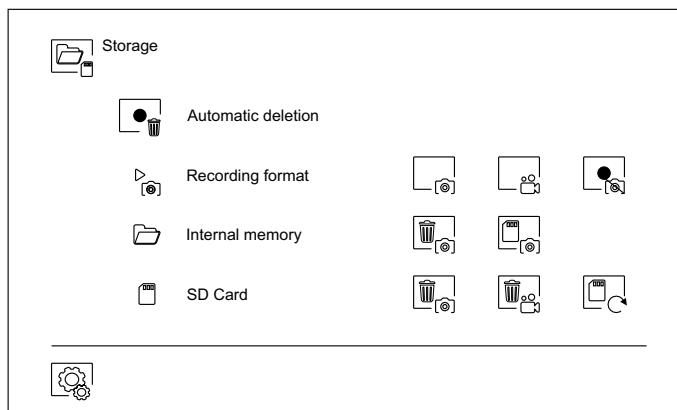 Storage
Automatic deletion
Recording format
Internal memory
SD Card